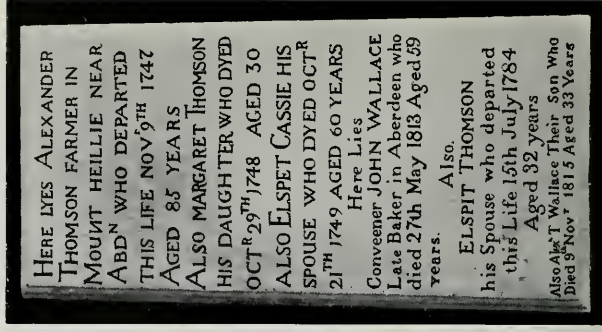 HERE LYES ALEXANDER
THOMSON FARMER IN
MOUNT HEILLIE NEAR
ABDN WHO DEPARTED
THIS LIFE NOVR 9TH 1747
AGED 85 YEARS
ALSO MARGARET THOMSON
HIS DAUGHTER WHO DYED
OCTR 29TH 1748 AGED 30
ALSO ELSPET CASSIE HIS
SPOUSE WHO DYED OCTR
21TH 1749 AGED 60 YEARS
Here Lies
Conveener JOHN WALLACE
Late Baker in Aberdeen who
died 27th May 1813 Aged 59
years.
Also.
ELSPIT THOMSON
his Spouse who departed
this Life 15th July 1784
Aged 32 years
Also Alexr T Wallace Their Son Who
Died 9th Novr 1815 Aged 33 Years